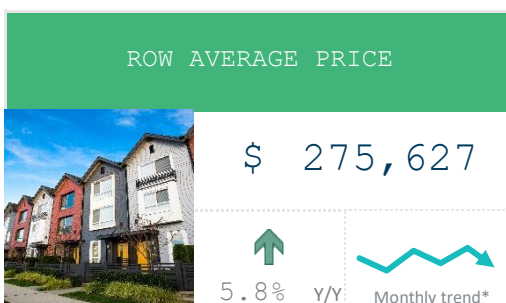 ROW AVERAGE PRICE
$ 275,627
5.8% Y/Y
Monthly trend*